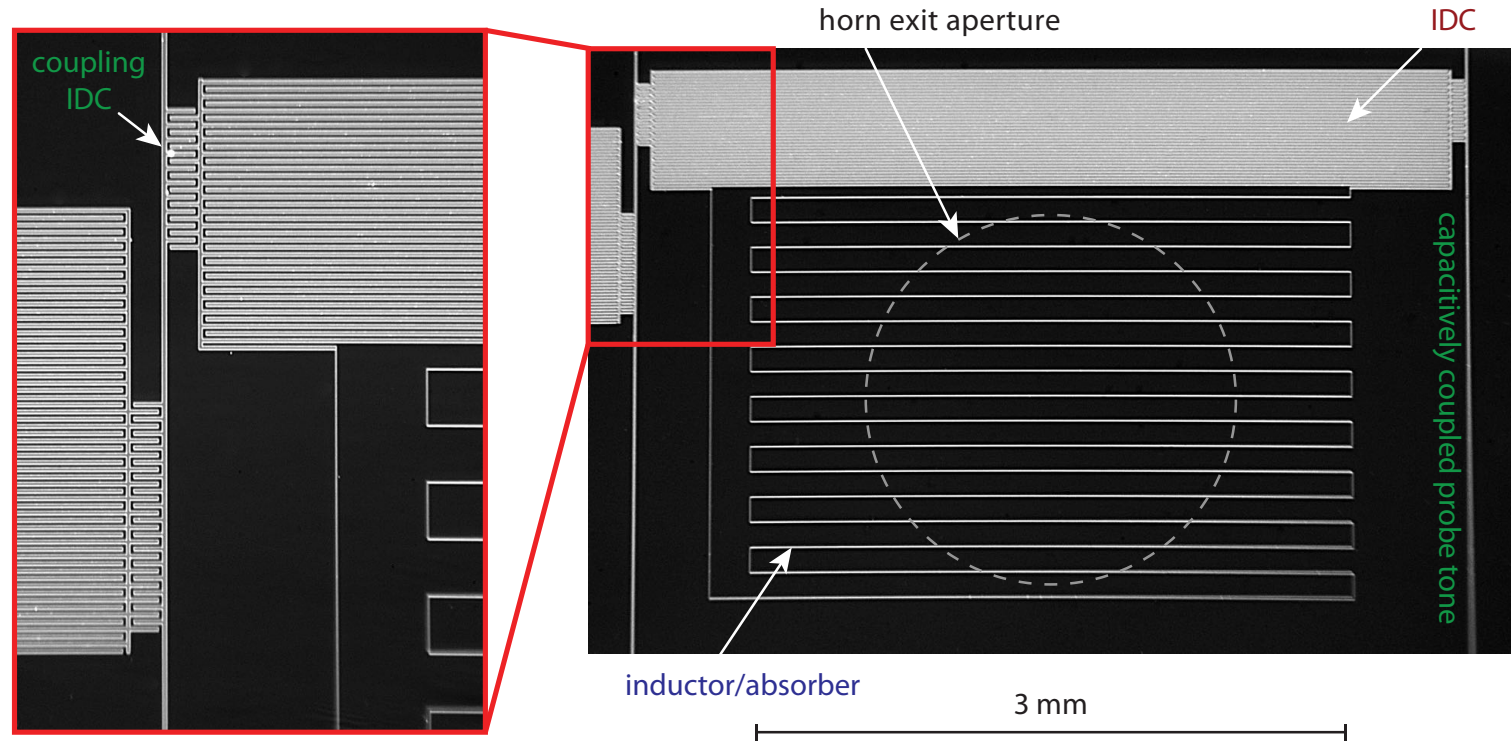 coupling
IDC
horn exit aperture
IDC
capacitively coupled probe tone
inductor/absorber
3 mm